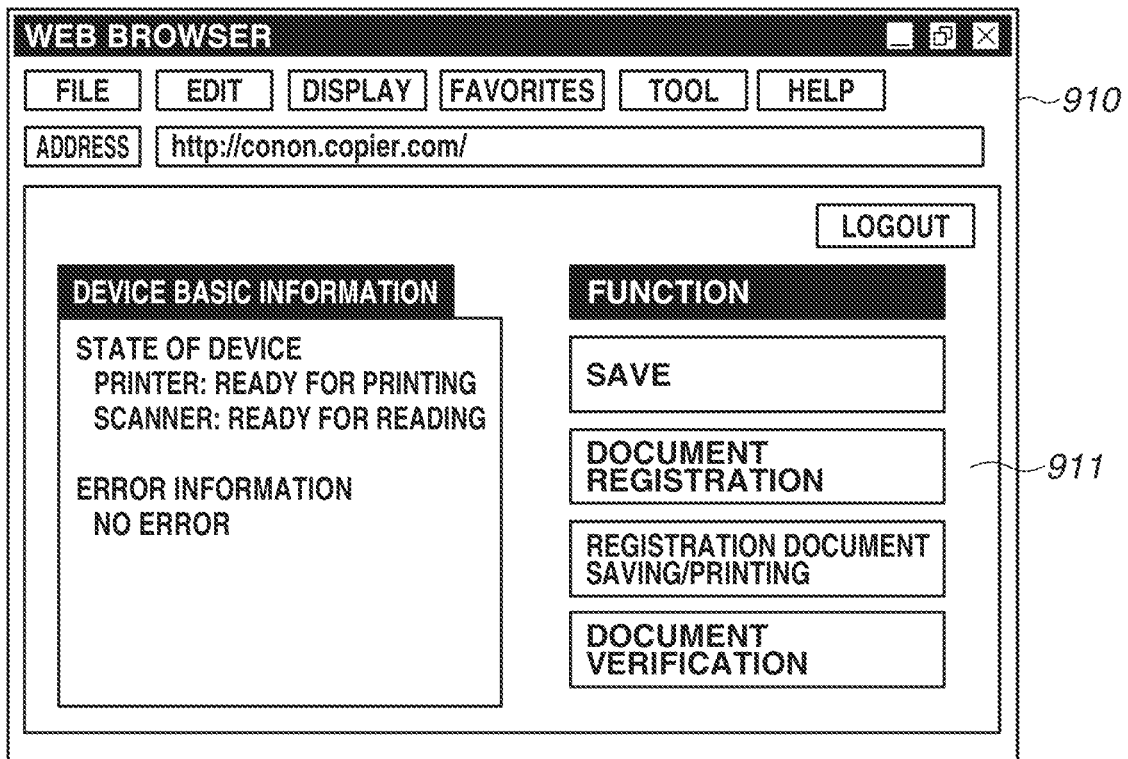 WEB BROWSER
FILE EDIT DISPLAY FAVORITES TOOL HELP
910
ADDRESS http://conon.copier.com/
LOGOUT
DEVICE BASIC INFORMATION
STATE OF DEVICE
PRINTER: READY FOR PRINTING
SCANNER: READY FOR READING
ERROR INFORMATION
NO ERROR
FUNCTION
SAVE
DOCUMENT
REGISTRATION
911
REGISTRATION DOCUMENT
SAVING/PRINTING
DOCUMENT
VERIFICATION